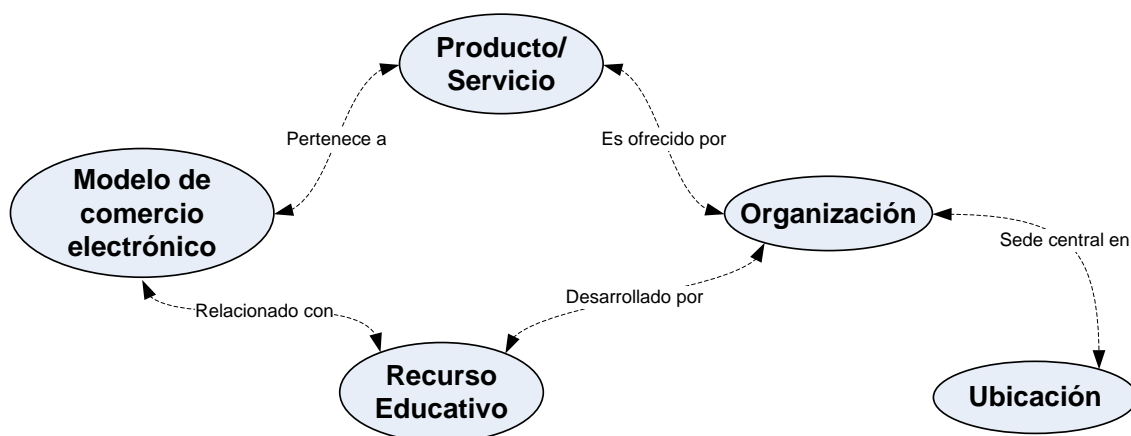 Producto/
Servicio
Pertenece a
Es ofrecido por
Modelo de
comercio
electrónico
Organización
Sede central en
Relacionado con
Desarrollado por
Recurso
Educativo
Ubicación